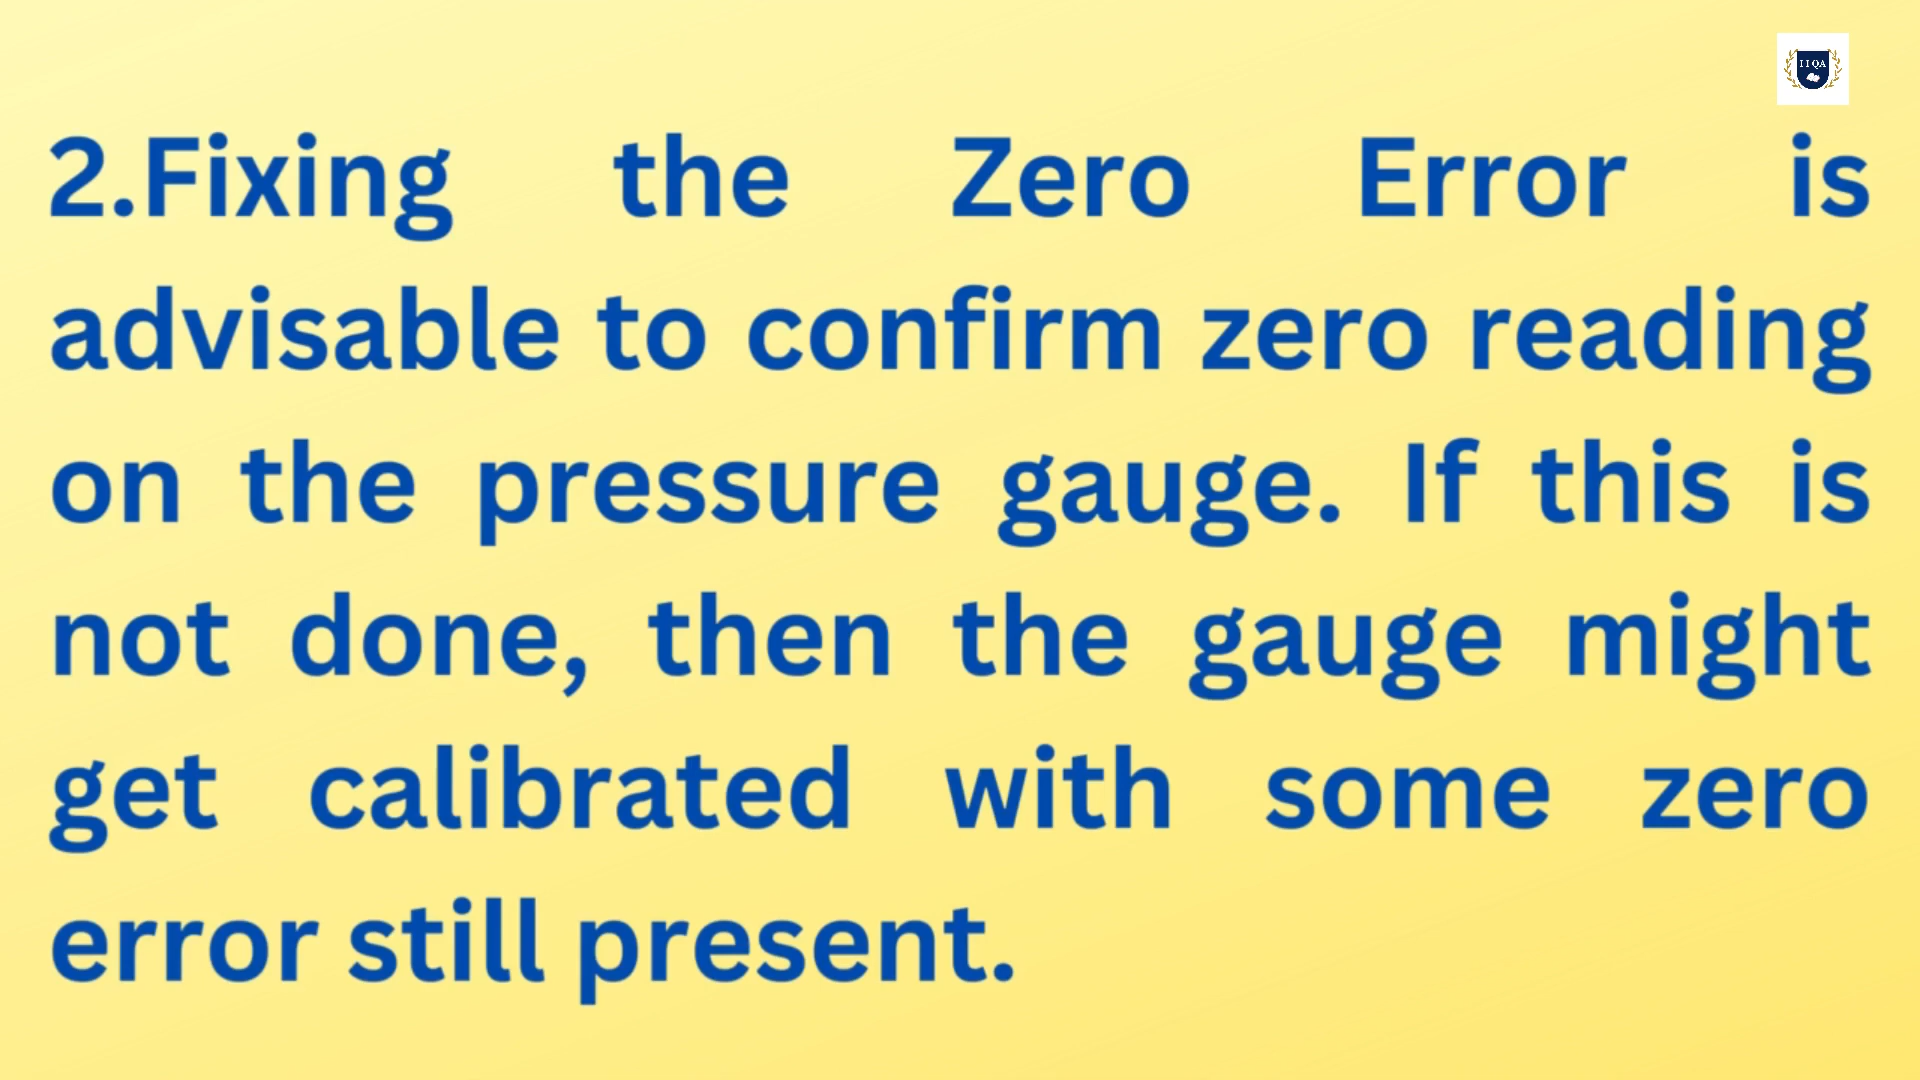 IIQA
2.Fixing the Zero Error is
advisable to confirm zero reading
on the pressure gauge. If this is
not done, then the gauge might
get calibrated with some zero
error still present.